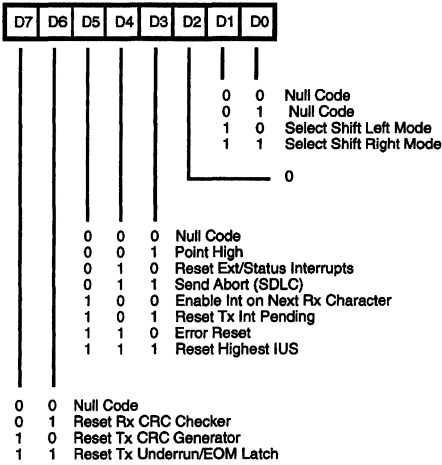 D7 D6 D5 D4 D3 D2 D1 D0
0 0 Null Code
0 1 Null Code
1 0 Select Shift Left Mode
1 1 Select Shift Right Mode
0
0 0 0 Null Code
0 0 1 Point High
0 1 0 Reset Ext/Status Interrupts
0 1 1 Send Abort (SDLC)
1 0 0 Enable Int on Next Rx Character
1 0 1 Reset Tx Int Pending
1 1 0 Error Reset
1 1 1 Reset Highest IUS
0 0 Null Code
0 1 Reset Rx CRC Checker
1 0 Reset Tx CRC Generator
1 1 Reset Tx Underrun/EOM Latch